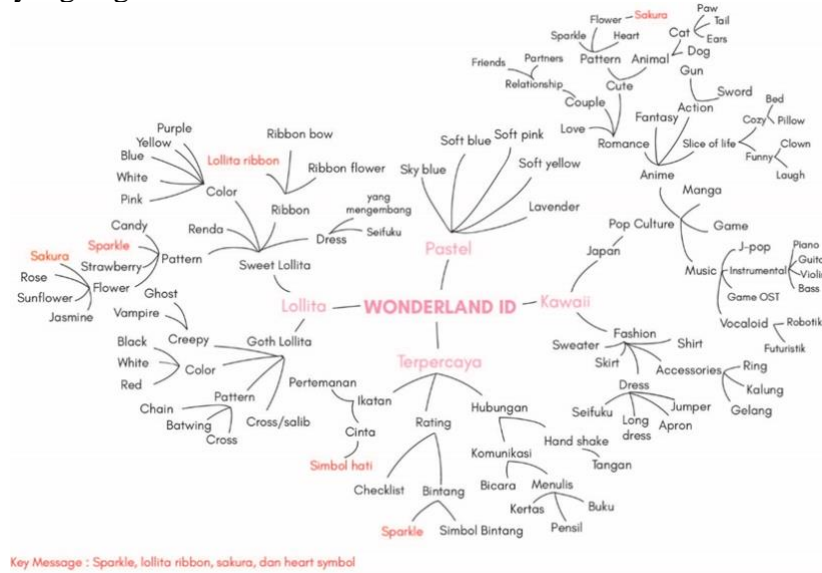 Paw
Flower
Sakura
Tail
Sparkle
Heart
Cat
Ears
Partners
Pattern
Animal
Dog
Friends
Relationship
Cute
Gun
Couple
Sword
Action
Bed
Fantasy
Cozy
Pillow
Love
Romance
Slice of life
Clown
Funny
Laugh
Anime
Manga
Pop Culture
Game
Japan
J-pop
Piano
Music
Instrumental
Bass
Game OST
Vocaloid
Robotik
Futuristik
Soft blue
Soft pink
Sky blue
Soft yellow
Lavender
Pastel
Purple
Yellow
Blue
White
Pink
Color
Ribbon bow
Lollita ribbon
Ribbon flower
Ribbon
Renda
yang
mengembang
Dress
Seifuku
Candy
Sparkle
Pattern
Strawberry
Sakura
Rose
Flower
Sunflower
Jasmine
Sweet Lollita
Lollita
WONDERLAND ID
Kawaii
Ghost
Vampire
Creepy
Goth Lollita
Black
White
Color
Red
Pattern
Chain
Batwing
Cross
Cross/salib
Terpercaya
Pertemanan
Ikatan
Cinta
Simbol hati
Rating
Checklist
Bintang
Sparkle
Simbol Bintang
Hubungan
Hand shake
Komunikasi
Tangan
Bicara
Menulis
Kertas
Buku
Pensil
Fashion
Sweater
Shirt
Skirt
Accessories
Ring
Kalung
Gelang
Dress
Seifuku
Jumper
Long
dress
Apron
Key Message : Sparkle, lollita ribbon, sakura, dan heart symbol